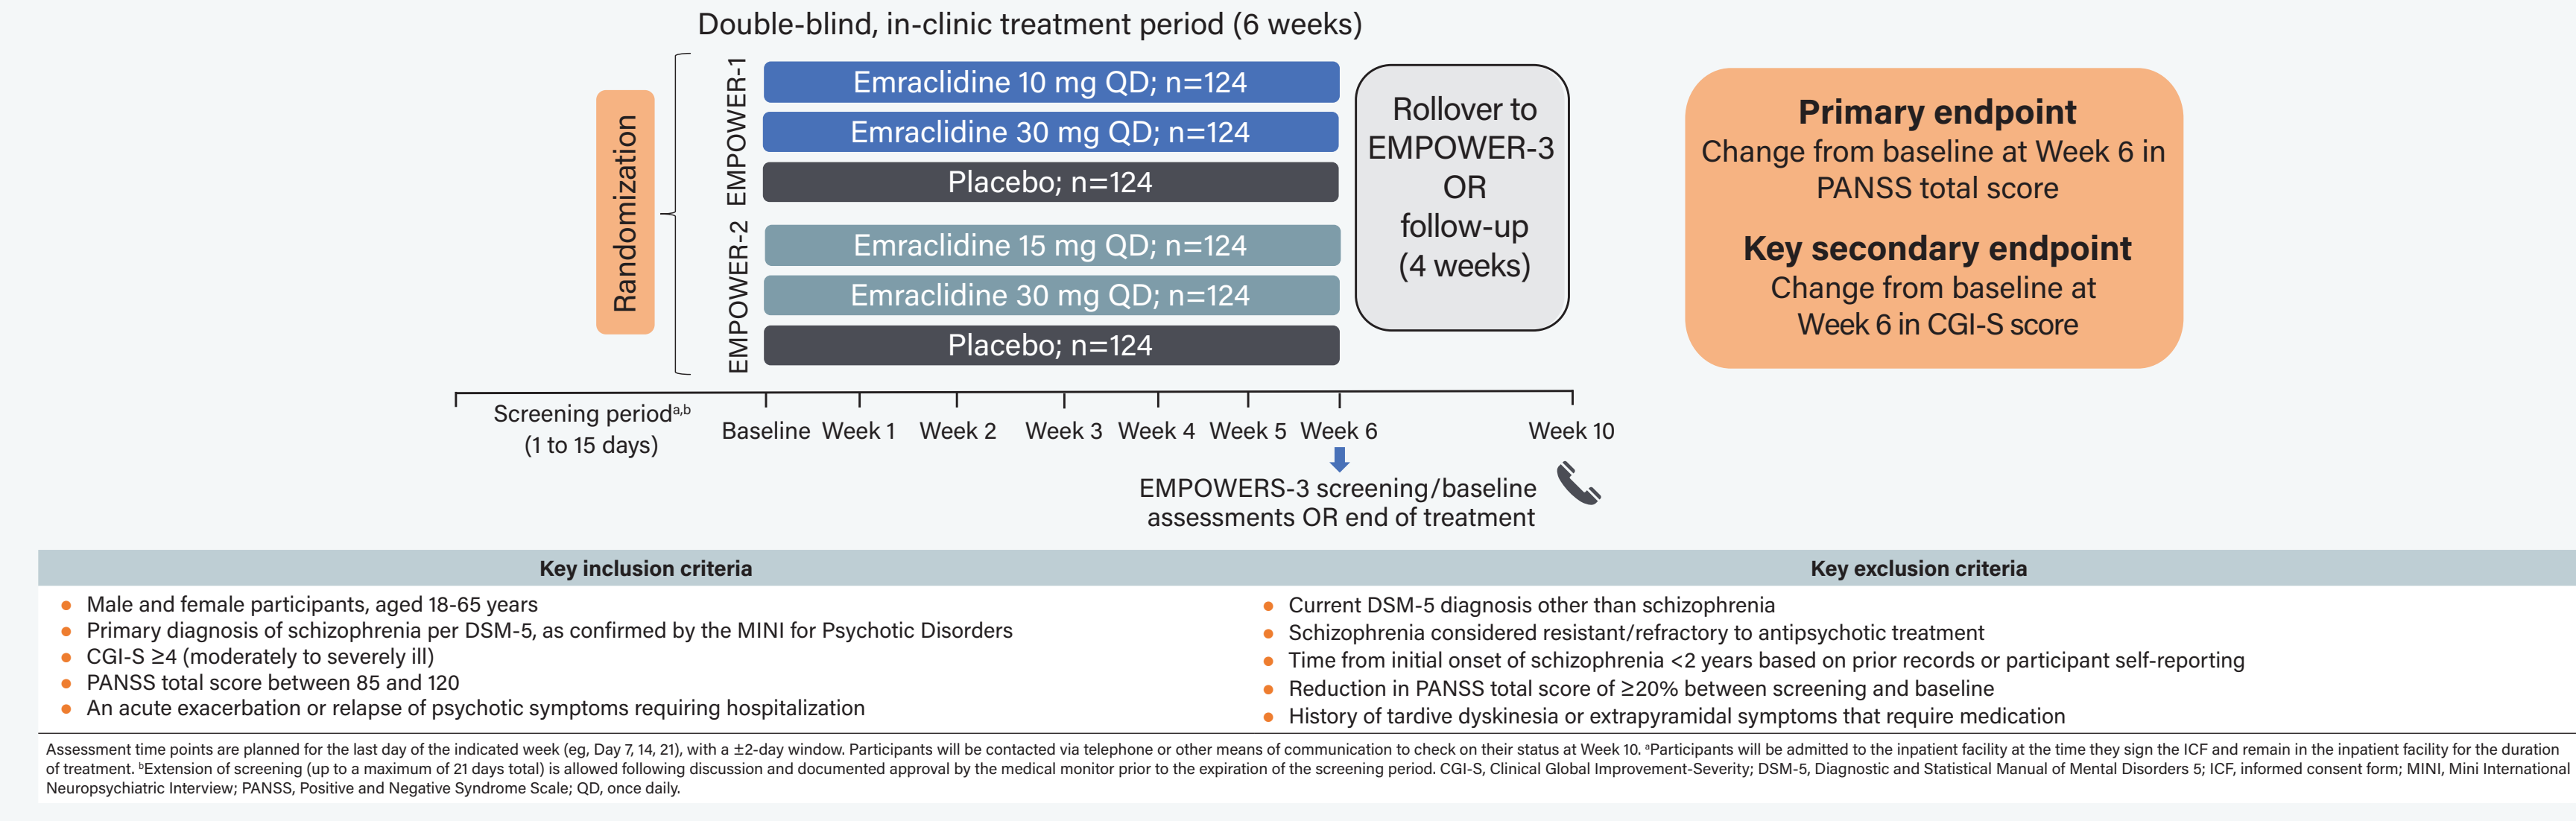 Double-blind, in-clinic treatment period (6 weeks)
Randomization
EMPOWER-1
Emraclidine 10 mg QD; n=124
Emraclidine 30 mg QD; n=124
Placebo; n=124
EMPOWER-2
Emraclidine 15 mg QD; n=124
Emraclidine 30 mg QD; n=124
Placebo; n=124
Rollover to
EMPOWER-3
OR
follow-up
(4 weeks)
Primary endpoint
Change from baseline at Week 6 in
PANSS total score
Key secondary endpoint
Change from baseline at
Week 6 in CGI-S score
Screening periodᵃ,ᵇ
(1 to 15 days)
Baseline Week 1 Week 2 Week 3 Week 4 Week 5 Week 6 Week 10
EMPOWERS-3 screening/baseline
assessments OR end of treatment
Key inclusion criteria
• Male and female participants, aged 18-65 years
• Primary diagnosis of schizophrenia per DSM-5, as confirmed by the MINI for Psychotic Disorders
• CGI-S ≥4 (moderately to severely ill)
• PANSS total score between 85 and 120
• An acute exacerbation or relapse of psychotic symptoms requiring hospitalization
Key exclusion criteria
• Current DSM-5 diagnosis other than schizophrenia
• Schizophrenia considered resistant/refractory to antipsychotic treatment
• Time from initial onset of schizophrenia <2 years based on prior records or participant self-reporting
• Reduction in PANSS total score of ≥20% between screening and baseline
• History of tardive dyskinesia or extrapyramidal symptoms that require medication
Assessment time points are planned for the last day of the indicated week (eg, Day 7, 14, 21), with a ±2-day window. Participants will be contacted via telephone or other means of communication to check on their status at Week 10. ᵃParticipants will be admitted to the inpatient facility at the time they sign the ICF and remain in the inpatient facility for the duration
of treatment. ᵇExtension of screening (up to a maximum of 21 days total) is allowed following discussion and documented approval by the medical monitor prior to the expiration of the screening period. CGI-S, Clinical Global Improvement-Severity; DSM-5, Diagnostic and Statistical Manual of Mental Disorders 5; ICF, informed consent form; MINI, Mini International
Neuropsychiatric Interview; PANSS, Positive and Negative Syndrome Scale; QD, once daily.